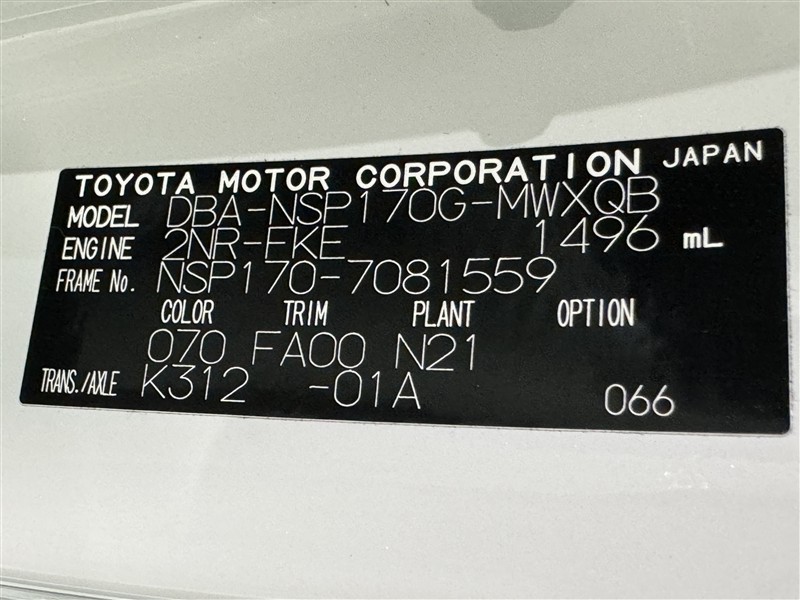 TOYOTA MOTOR CORPORATION JAPAN
MODEL DBA-NSP170G-MWXQB
ENGINE 2NR-FKE 1496 mL
FRAME No. NSP170-7081559
COLOR TRIM PLANT OPTION
070 FA00 N21
TRANS./AXLE K312 -01A 066